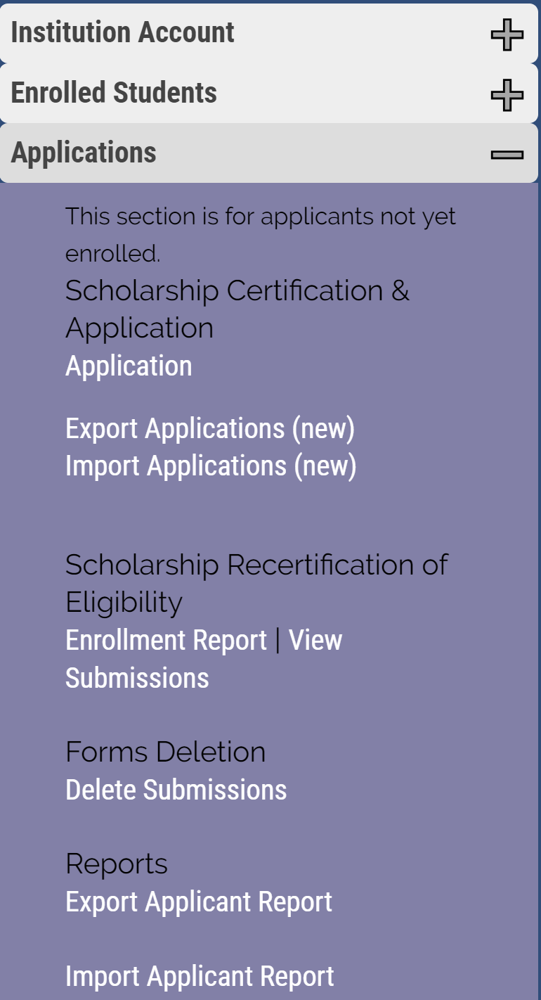 Institution Account
Enrolled Students
Applications
This section is for applicants not yet
enrolled.
Scholarship Certification &
Application
Application
Export Applications (new)
Import Applications (new)
Scholarship Recertification of
Eligibility
Enrollment Report | View
Submissions
Forms Deletion
Delete Submissions
Reports
Export Applicant Report
Import Applicant Report